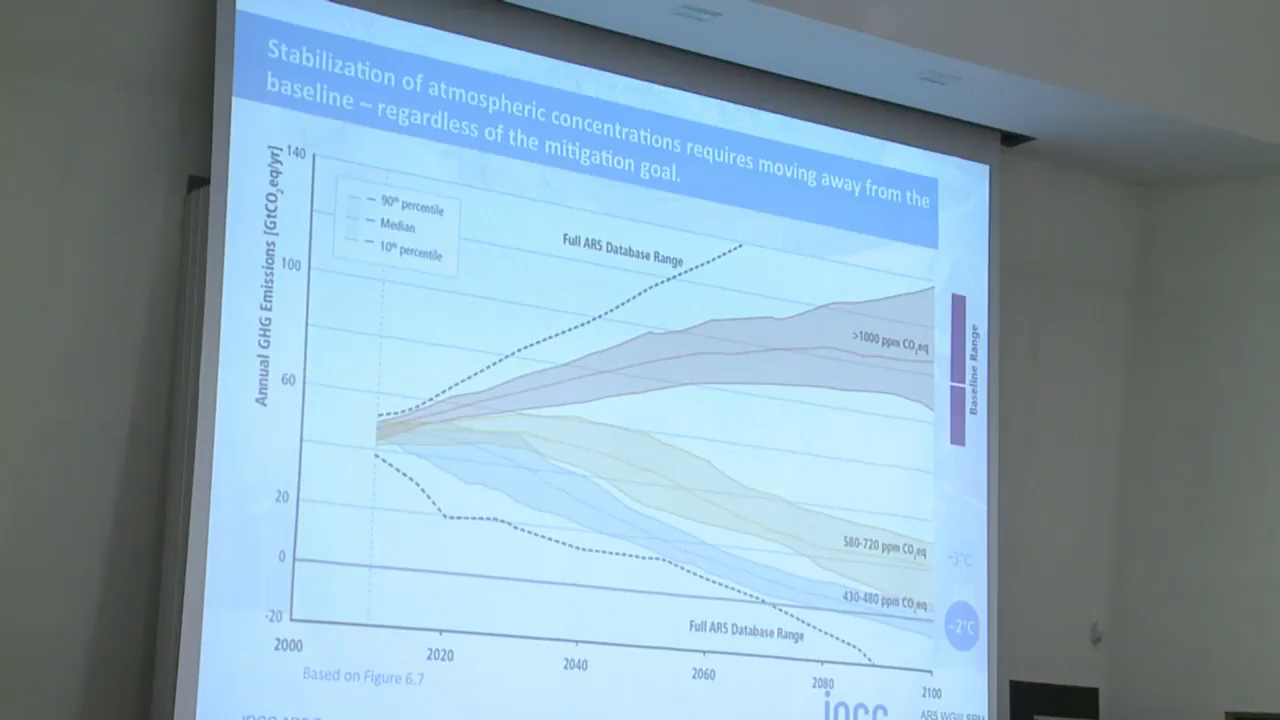 Stabilization of atmospheric concentrations requires moving away from the
baseline – regardless of the mitigation goal.
Annual GHG Emissions [GtCO₂eq/yr]
140
100
60
20
0
-20
90th percentile
Median
10th percentile
Full AR5 Database Range
>1000 ppm CO₂eq
Baseline Range
580-720 ppm CO₂eq
~3°C
430-480 ppm CO₂eq
~2°C
Full AR5 Database Range
2000
2020
2040
2060
2080
2100
Based on Figure 6.7
ipcc
AR5 WGIII SPM